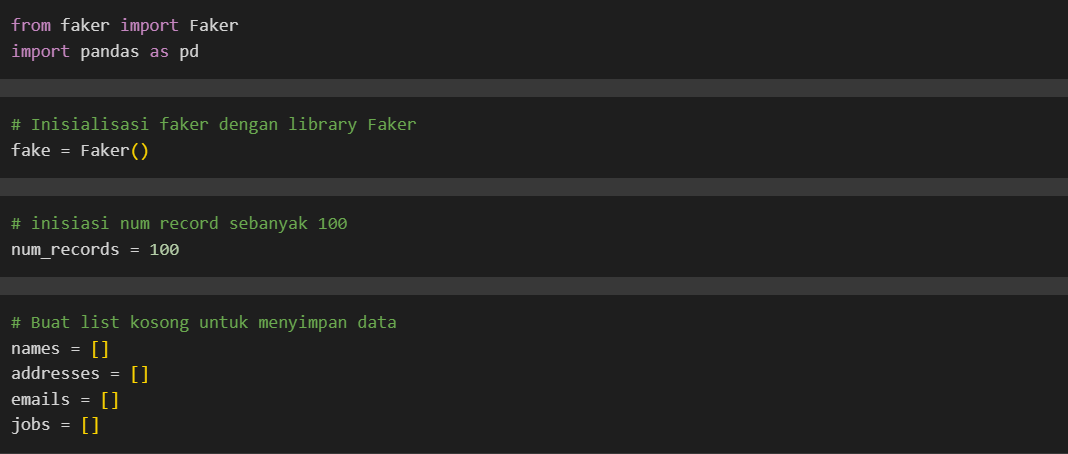 from faker import Faker
import pandas as pd
# Inisialisasi faker dengan library Faker
fake = Faker()
# inisiasi num record sebanyak 100
num_records = 100
# Buat list kosong untuk menyimpan data
names = []
addresses = []
emails = []
jobs = []